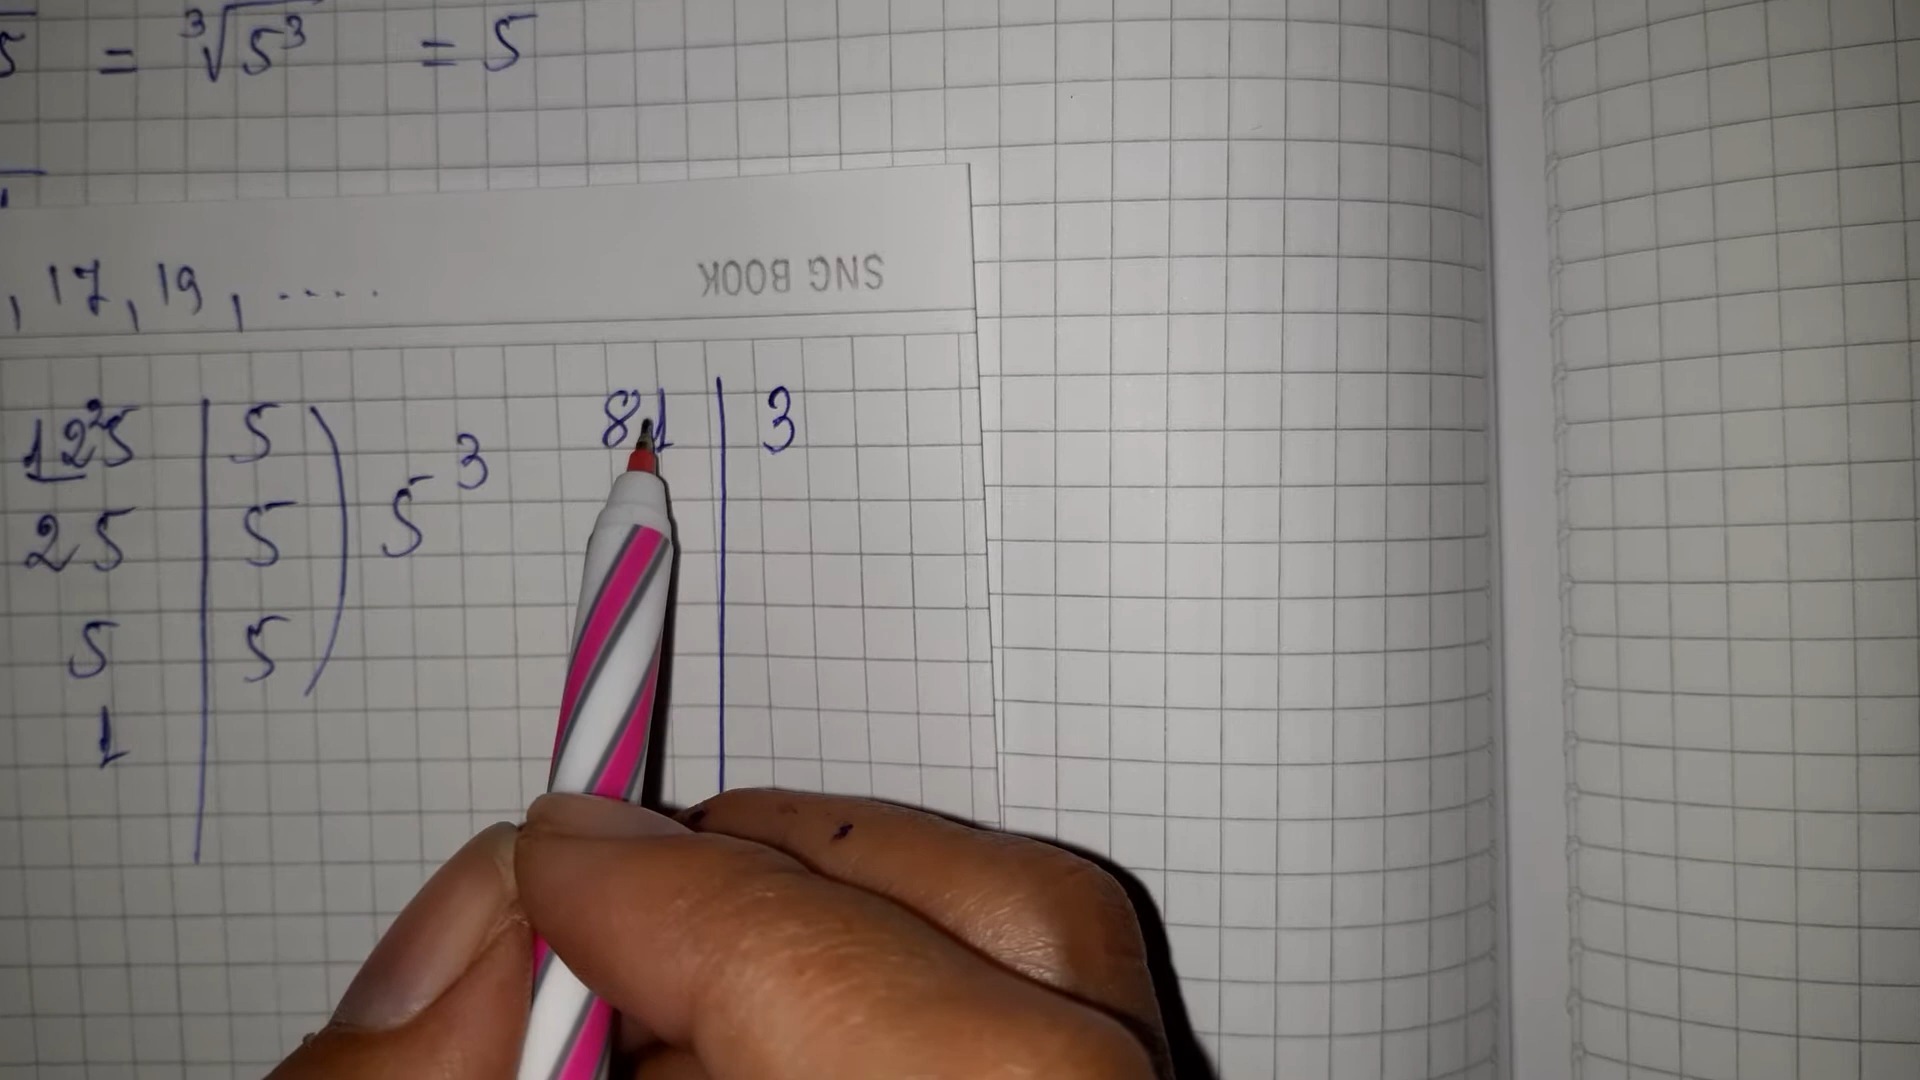 5 = ∛5³ = 5
SNG BOOK
, 17, 19, ....
125 | 5
25 | 5
5 | 5
1
5³
81 | 3